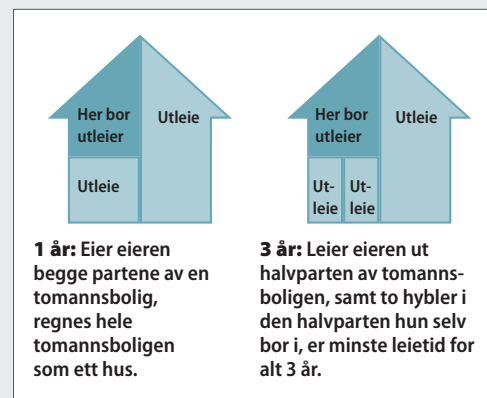 Her bor
utleier
Utleie
Utleie
1 år: Eier eieren
begge partene av en
tomannsbolig,
regnes hele
tomannsboligen
som ett hus.
Her bor
utleier
Utleie
Ut-
leie
Ut-
leie
3 år: Leier eieren ut
halvparten av tomanns-
boligen, samt to hybler i
den halvparten hun selv
bor i, er minste leietid for
alt 3 år.